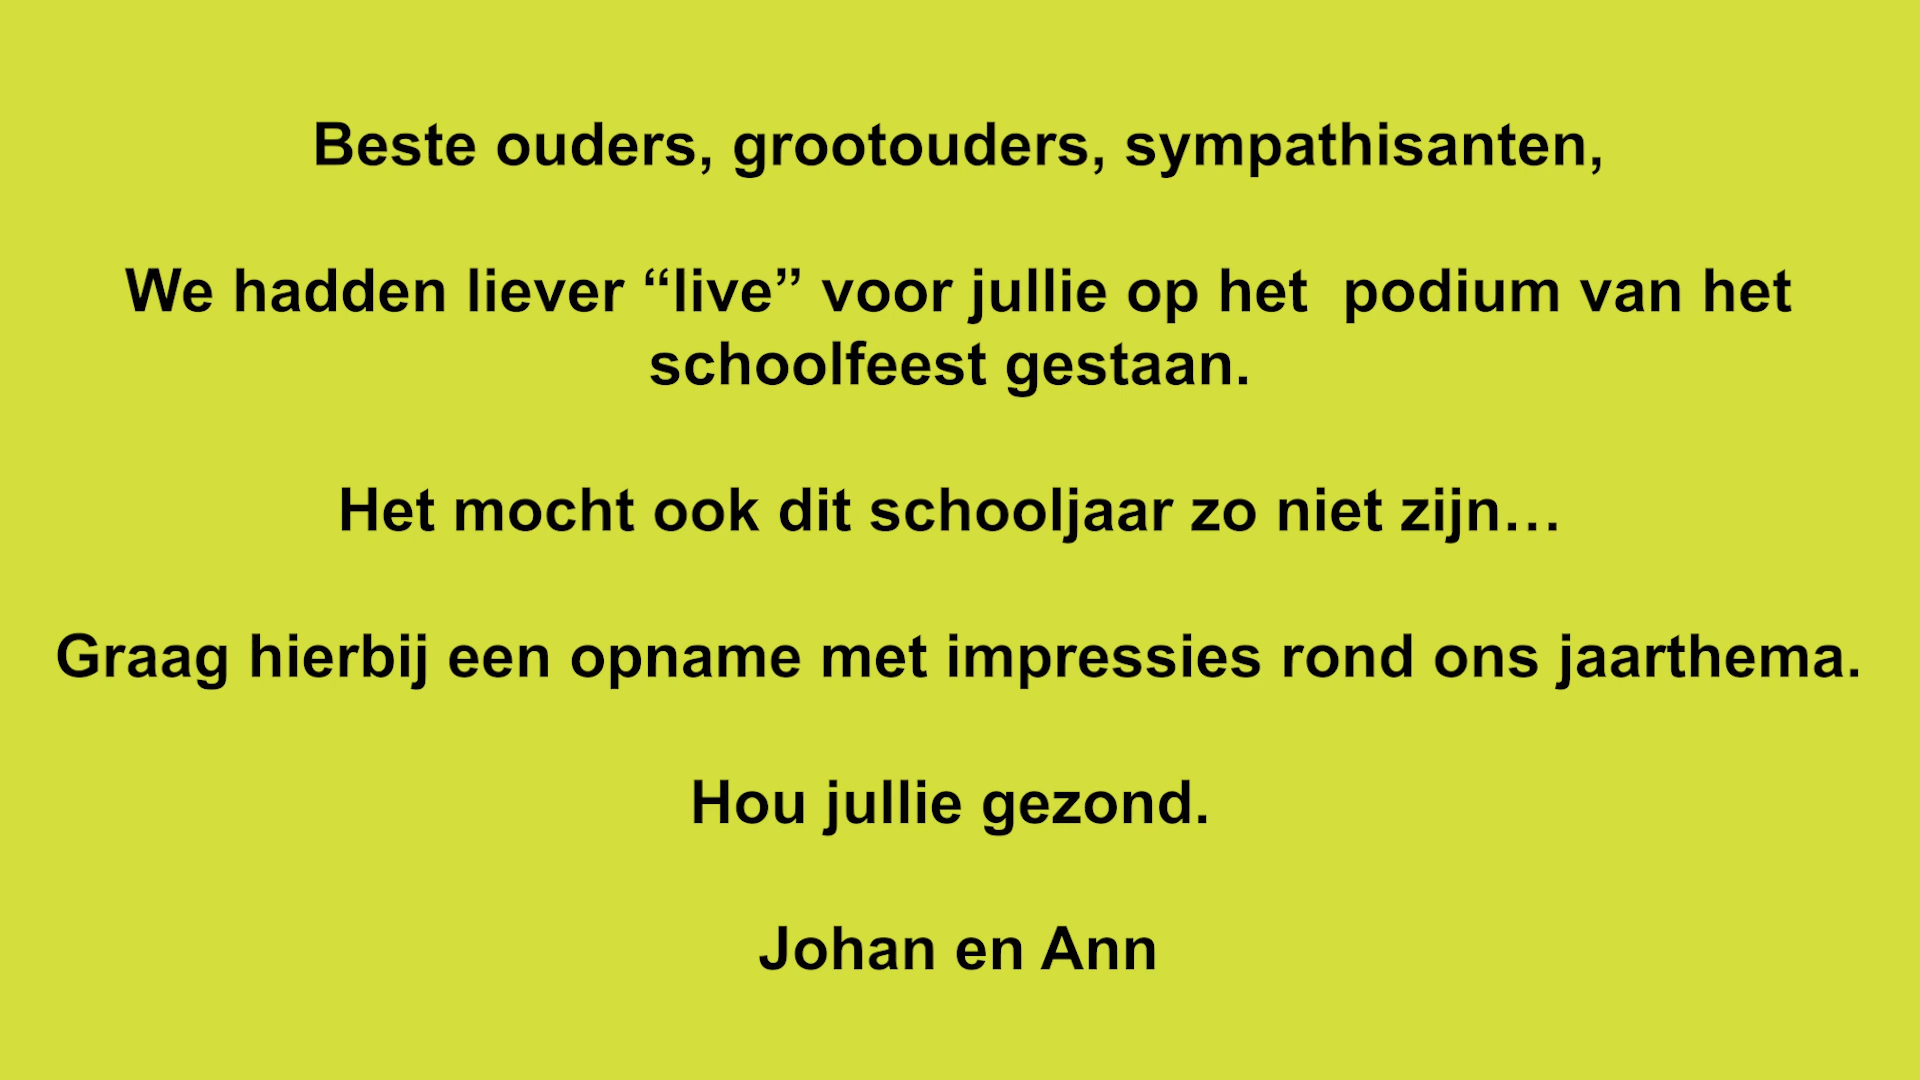 Beste ouders, grootouders, sympathisanten,
We hadden liever “live” voor jullie op het  podium van het
schoolfeest gestaan.
Het mocht ook dit schooljaar zo niet zijn…
Graag hierbij een opname met impressies rond ons jaarthema.
Hou jullie gezond.
Johan en Ann